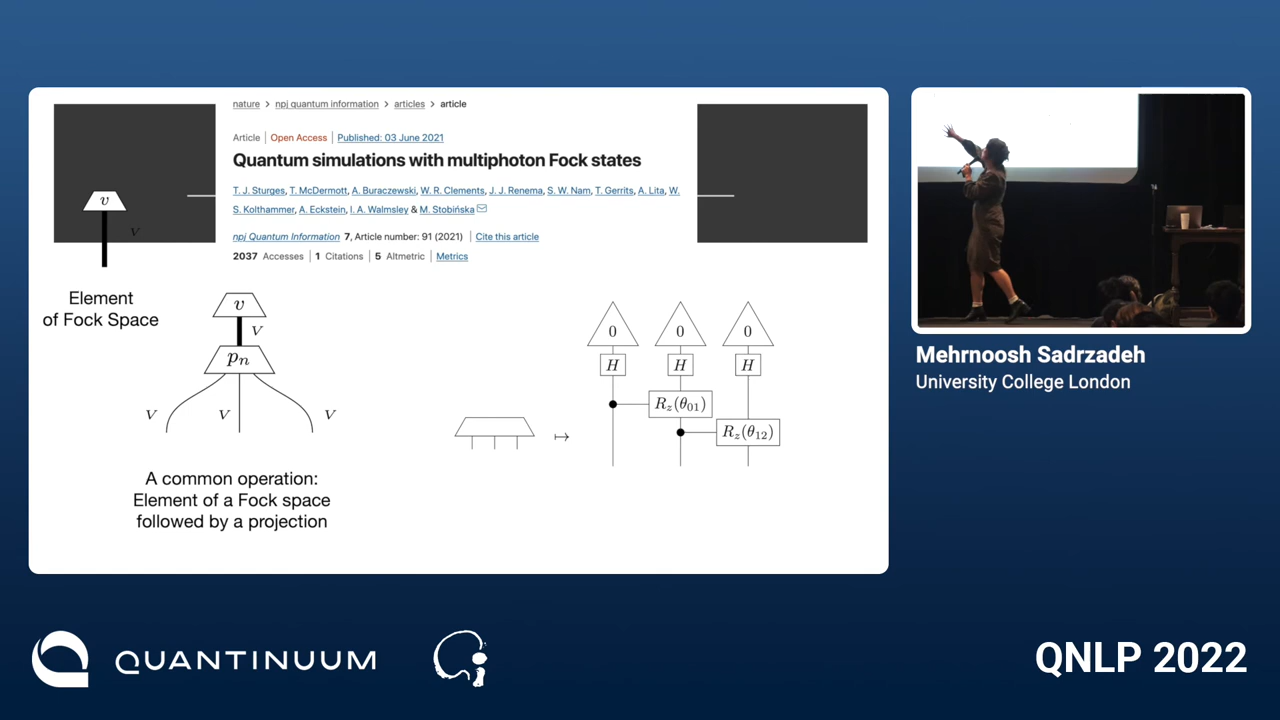 nature > npj quantum information > articles > article
Article | Open Access | Published: 03 June 2021
Quantum simulations with multiphoton Fock states
T. J. Sturges, T. McDermott, A. Buraczewski, W. R. Clements, J. J. Renema, S. W. Nam, T. Gerrits, A. Lita, W.
S. Kolthammer, A. Eckstein, I. A. Walmsley & M. Stobińska
npj Quantum Information 7, Article number: 91 (2021) | Cite this article
2037 Accesses | 1 Citations | 5 Altmetric | Metrics
v
V
Element
of Fock Space
v
V
pₙ
V V V
A common operation:
Element of a Fock space
followed by a projection
0 0 0
H H H
R_z(θ₀₁)
↦
R_z(θ₁₂)
Mehrnoosh Sadrzadeh
University College London
QUANTINUUM
QNLP 2022